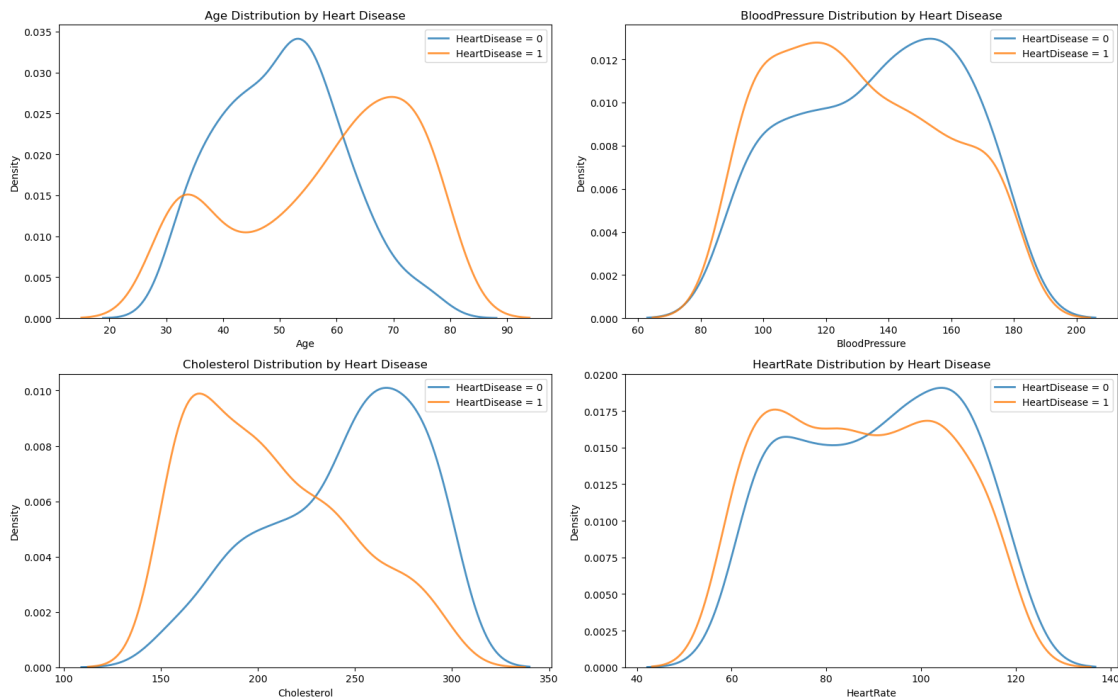 Age Distribution by Heart Disease
0.035
0.030
0.025
0.020
0.015
0.010
0.005
0.000
Density
HeartDisease = 0
HeartDisease = 1
20 30 40 50 60 70 80 90
Age
BloodPressure Distribution by Heart Disease
0.012
0.010
0.008
0.006
0.004
0.002
0.000
Density
HeartDisease = 0
HeartDisease = 1
60 80 100 120 140 160 180 200
BloodPressure
Cholesterol Distribution by Heart Disease
0.010
0.008
0.006
0.004
0.002
0.000
Density
HeartDisease = 0
HeartDisease = 1
100 150 200 250 300 350
Cholesterol
HeartRate Distribution by Heart Disease
0.0200
0.0175
0.0150
0.0125
0.0100
0.0075
0.0050
0.0025
0.0000
Density
HeartDisease = 0
HeartDisease = 1
40 60 80 100 120 140
HeartRate